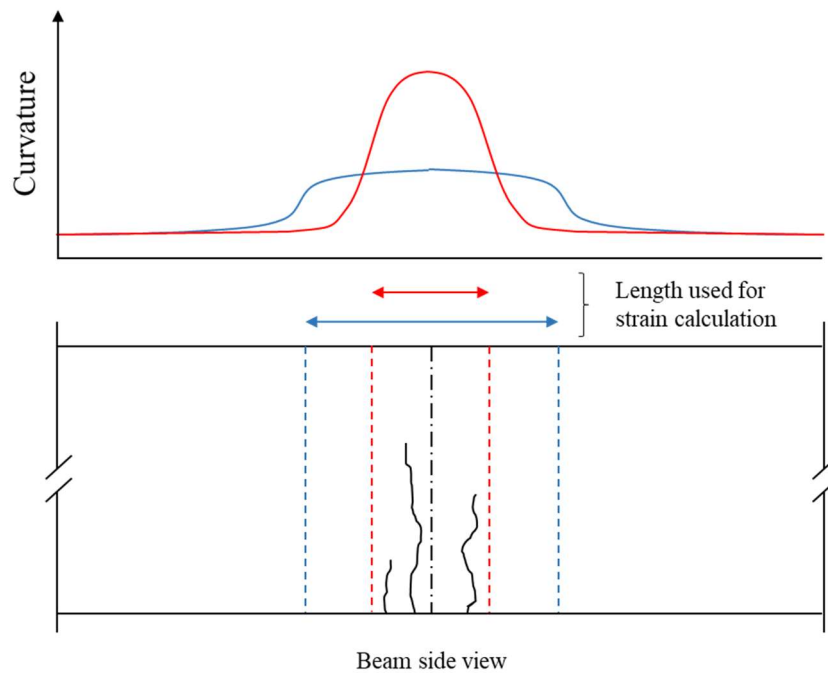 Curvature
Length used for
strain calculation
Beam side view